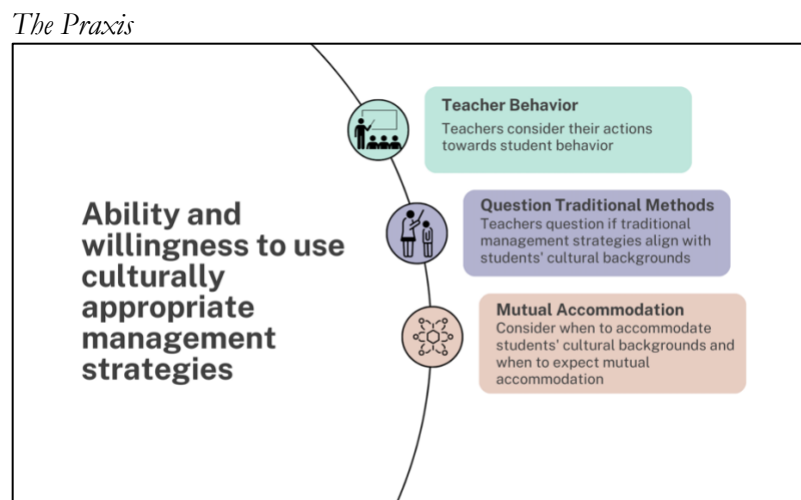 The Praxis
Ability and
willingness to use
culturally
appropriate
management
strategies
Teacher Behavior
Teachers consider their actions
towards student behavior
Question Traditional Methods
Teachers question if traditional
management strategies align with
students' cultural backgrounds
Mutual Accommodation
Consider when to accommodate
students' cultural backgrounds and
when to expect mutual
accommodation